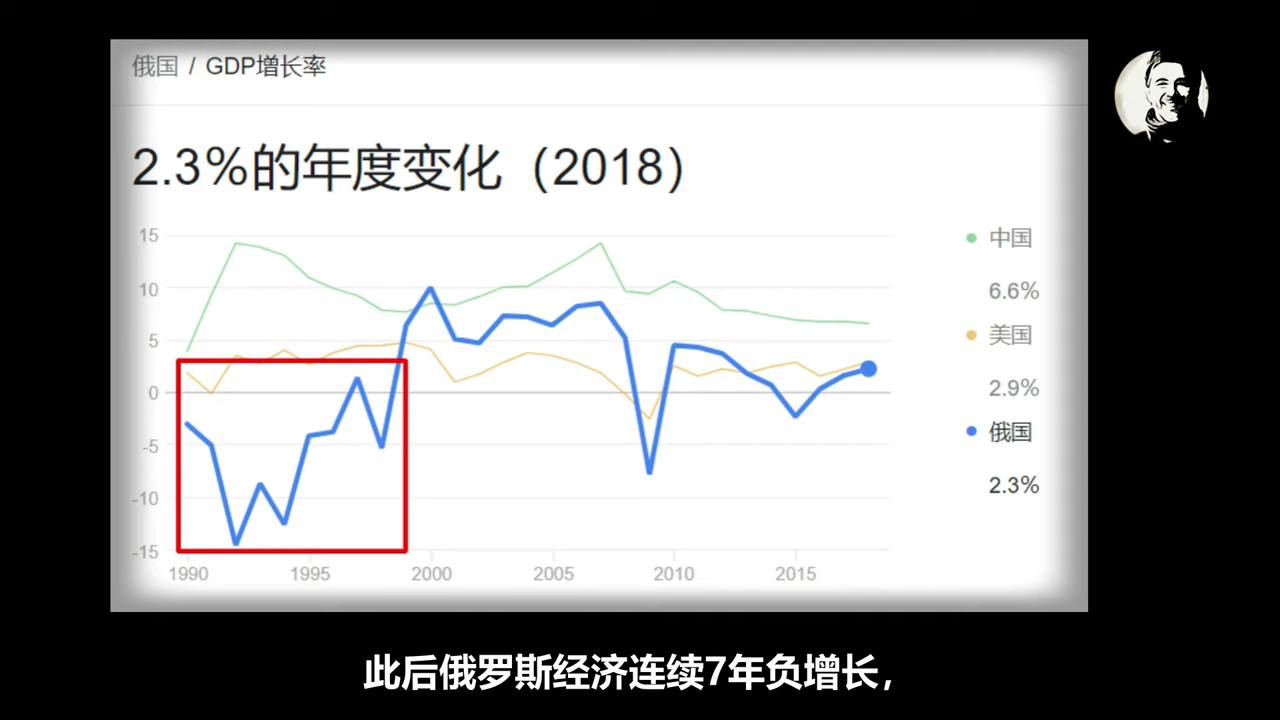 俄国 / GDP增长率
2.3%的年度变化（2018）
15
10
5
0
-5
-10
-15
1990 1995 2000 2005 2010 2015
中国
6.6%
美国
2.9%
俄国
2.3%
此后俄罗斯经济连续7年负增长，